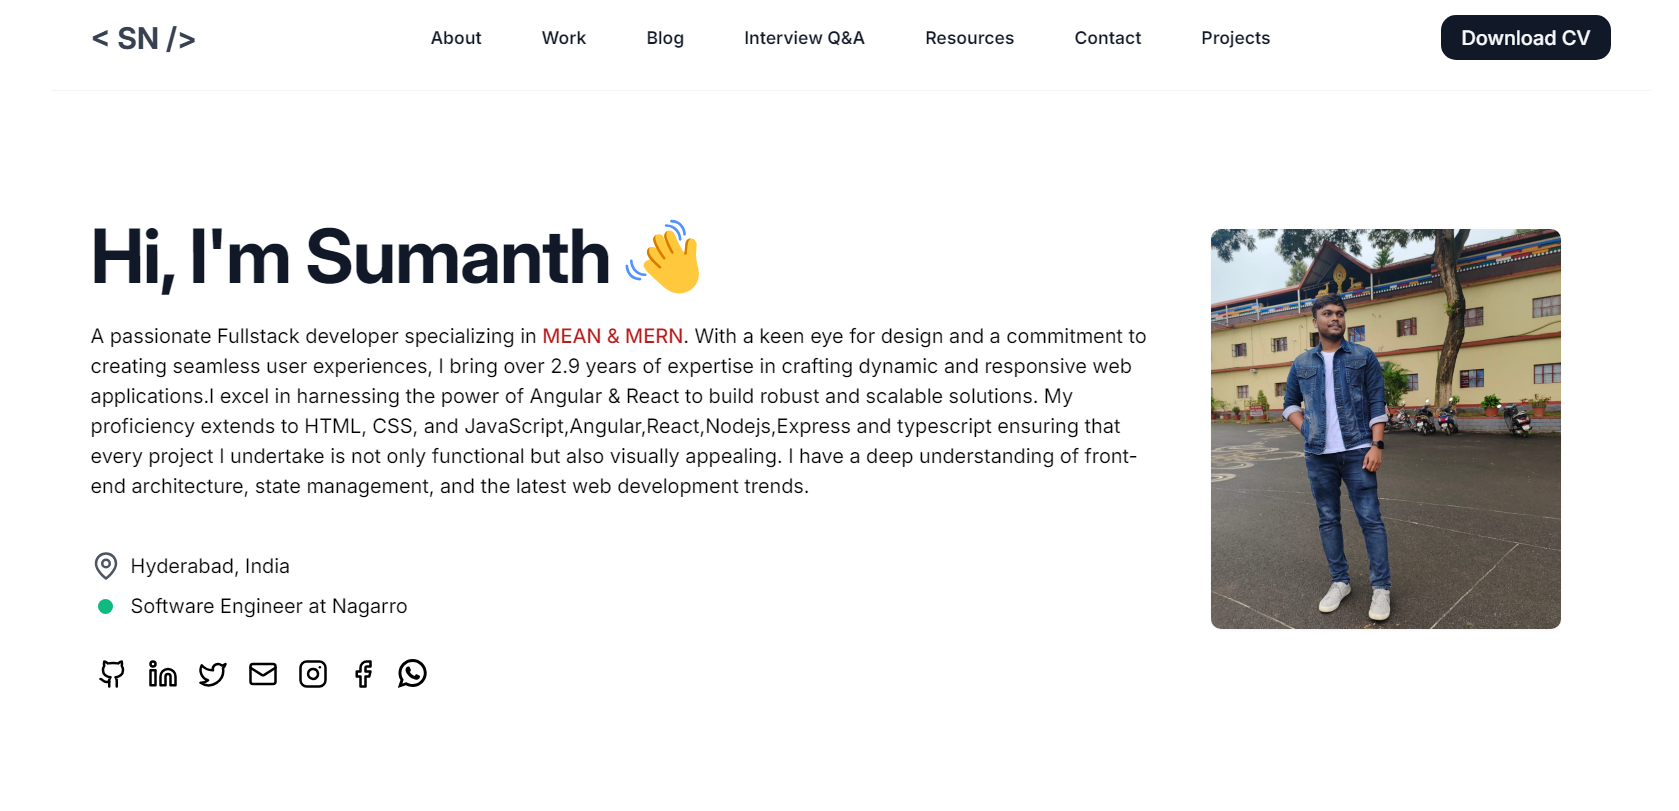 < SN />
About
Work
Blog
Interview Q&A
Resources
Contact
Projects
Download CV
Hi, I'm Sumanth 👋
A passionate Fullstack developer specializing in MEAN & MERN. With a keen eye for design and a commitment to
creating seamless user experiences, I bring over 2.9 years of expertise in crafting dynamic and responsive web
applications.I excel in harnessing the power of Angular & React to build robust and scalable solutions. My
proficiency extends to HTML, CSS, and JavaScript,Angular,React,Nodejs,Express and typescript ensuring that
every project I undertake is not only functional but also visually appealing. I have a deep understanding of front-
end architecture, state management, and the latest web development trends.
Hyderabad, India
Software Engineer at Nagarro